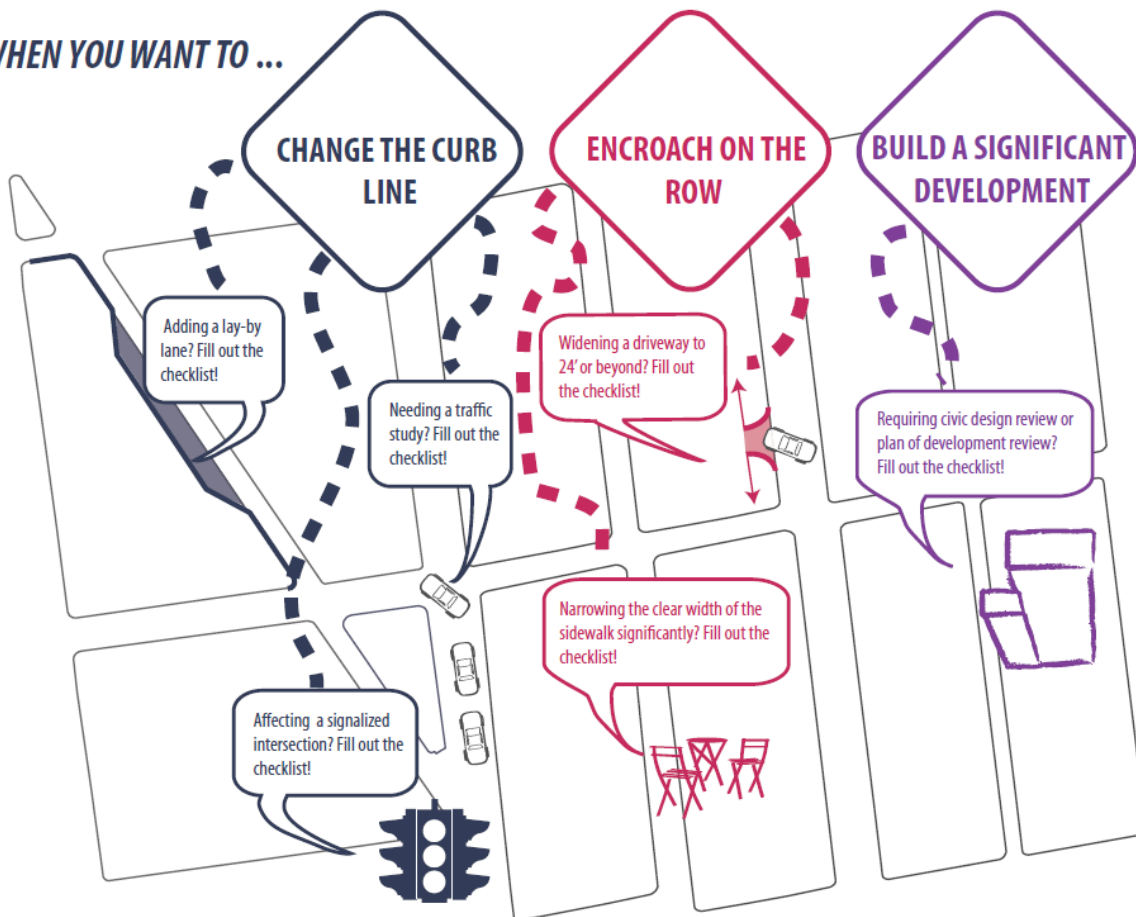 WHEN YOU WANT TO ...
CHANGE THE CURB
LINE
ENCROACH ON THE
ROW
BUILD A SIGNIFICANT
DEVELOPMENT
Adding a lay-by
lane? Fill out the
checklist!
Needing a traffic
study? Fill out the
checklist!
Affecting a signalized
intersection? Fill out the
checklist!
Widening a driveway to
24' or beyond? Fill out
the checklist!
Narrowing the clear width of the
sidewalk significantly? Fill out the
checklist!
Requiring civic design review or
plan of development review?
Fill out the checklist!